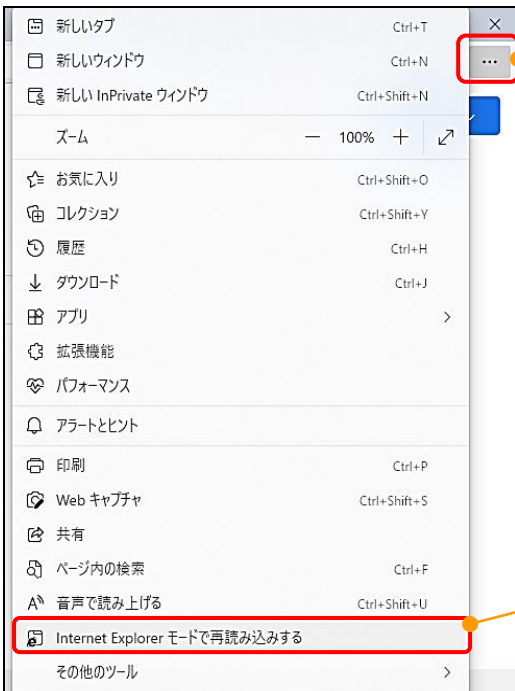 新しいタブ Ctrl+T
新しいウィンドウ Ctrl+N
新しい InPrivate ウィンドウ Ctrl+Shift+N
ズーム — 100% +
お気に入り Ctrl+Shift+O
コレクション Ctrl+Shift+Y
履歴 Ctrl+H
ダウンロード Ctrl+J
アプリ
拡張機能
パフォーマンス
アラートとヒント
印刷 Ctrl+P
Web キャプチャ Ctrl+Shift+S
共有
ページ内の検索 Ctrl+F
音声で読み上げる Ctrl+Shift+U
Internet Explorer モードで再読み込みする
その他のツール